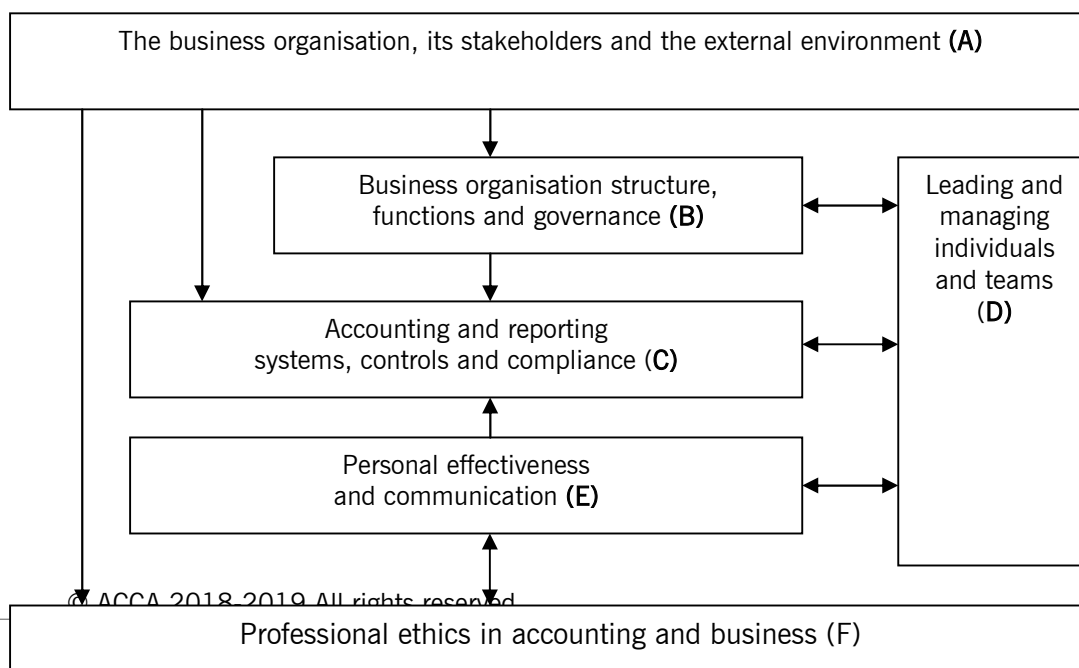 The business organisation, its stakeholders and the external environment (A)
Business organisation structure,
functions and governance (B)
Leading and
managing
individuals
and teams
(D)
Accounting and reporting
systems, controls and compliance (C)
Personal effectiveness
and communication (E)
© ACCA 2018-2019 All rights reserved
Professional ethics in accounting and business (F)